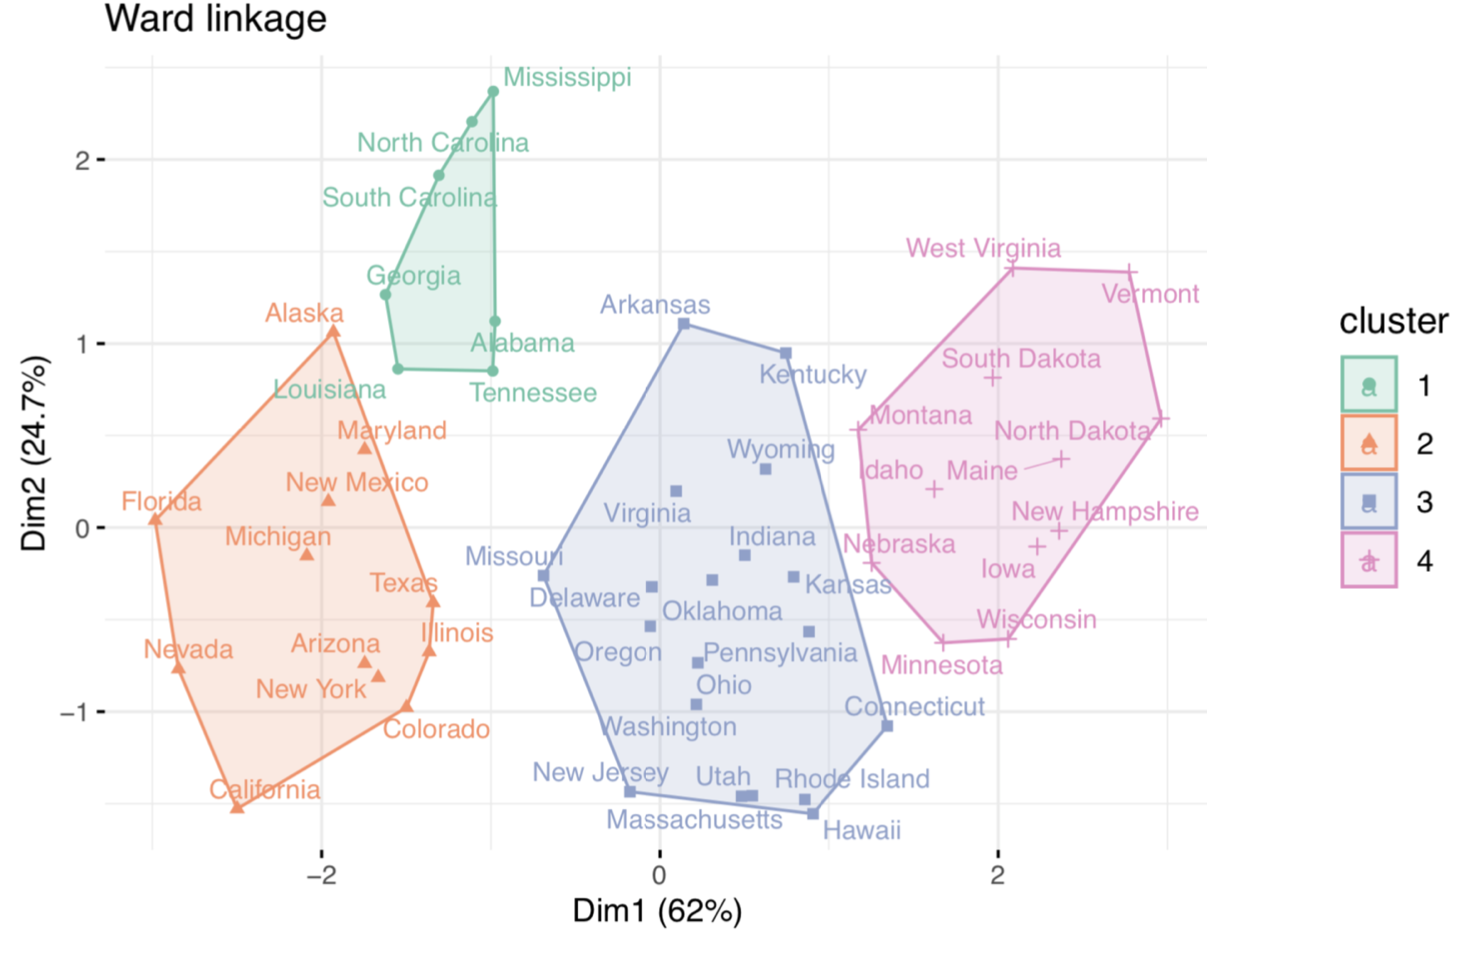 Ward linkage
Mississippi
North Carolina
South Carolina
West Virginia
Georgia
Vermont
Arkansas
Alaska
Alabama
South Dakota
Kentucky
Louisiana
Tennessee
Montana
Maryland
North Dakota
Wyoming
Idaho Maine
New Mexico
Florida
Virginia
New Hampshire
Michigan
Indiana
Nebraska
Missouri
Iowa
Texas
Kansas
Delaware
Oklahoma
Wisconsin
Illinois
Arizona
Nevada
Oregon
Pennsylvania
Minnesota
Ohio
New York
Connecticut
Washington
Colorado
New Jersey
Utah
Rhode Island
California
Massachusetts
Hawaii
2
1
0
−1
Dim2 (24.7%)
−2
0
2
Dim1 (62%)
cluster
a 1
a 2
a 3
a 4